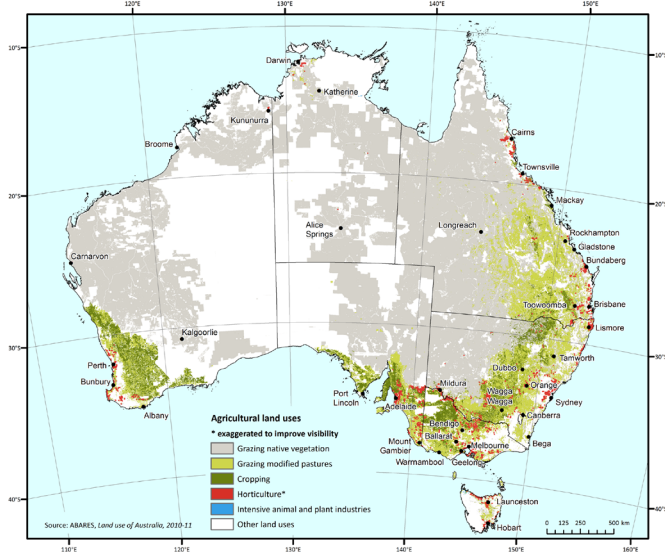 120°E
130°E
140°E
150°E
10°S
10°S
Darwin
Katherine
Kununurra
Broome
Cairns
Townsville
20°S
20°S
Mackay
Alice
Springs
Longreach
Rockhampton
Gladstone
Bundaberg
Carnarvon
Toowoomba
Brisbane
Lismore
Kalgoorlie
30°S
30°S
Perth
Bunbury
Albany
Port
Lincoln
Adelaide
Mildura
Dubbo
Tamworth
Orange
Wagga
Wagga
Sydney
Canberra
Bendigo
Ballarat
Melbourne
Mount
Gambier
Warrnambool
Geelong
Bega
Agricultural land uses
* exaggerated to improve visibility
Grazing native vegetation
Grazing modified pastures
Cropping
Horticulture*
Intensive animal and plant industries
Other land uses
40°S
40°S
Launceston
Hobart
Source: ABARES, Land use of Australia, 2010-11
0 125 250 500 km
110°E
120°E
130°E
140°E
150°E
160°E